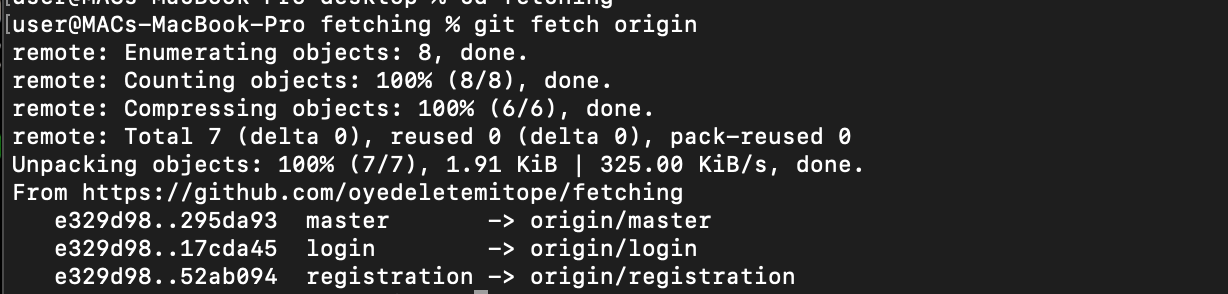 [user@MACs-MacBook-Pro fetching % git fetch origin
remote: Enumerating objects: 8, done.
remote: Counting objects: 100% (8/8), done.
remote: Compressing objects: 100% (6/6), done.
remote: Total 7 (delta 0), reused 0 (delta 0), pack-reused 0
Unpacking objects: 100% (7/7), 1.91 KiB | 325.00 KiB/s, done.
From https://github.com/oyedeletemitope/fetching
   e329d98..295da93  master       -> origin/master
   e329d98..17cda45  login        -> origin/login
   e329d98..52ab094  registration -> origin/registration